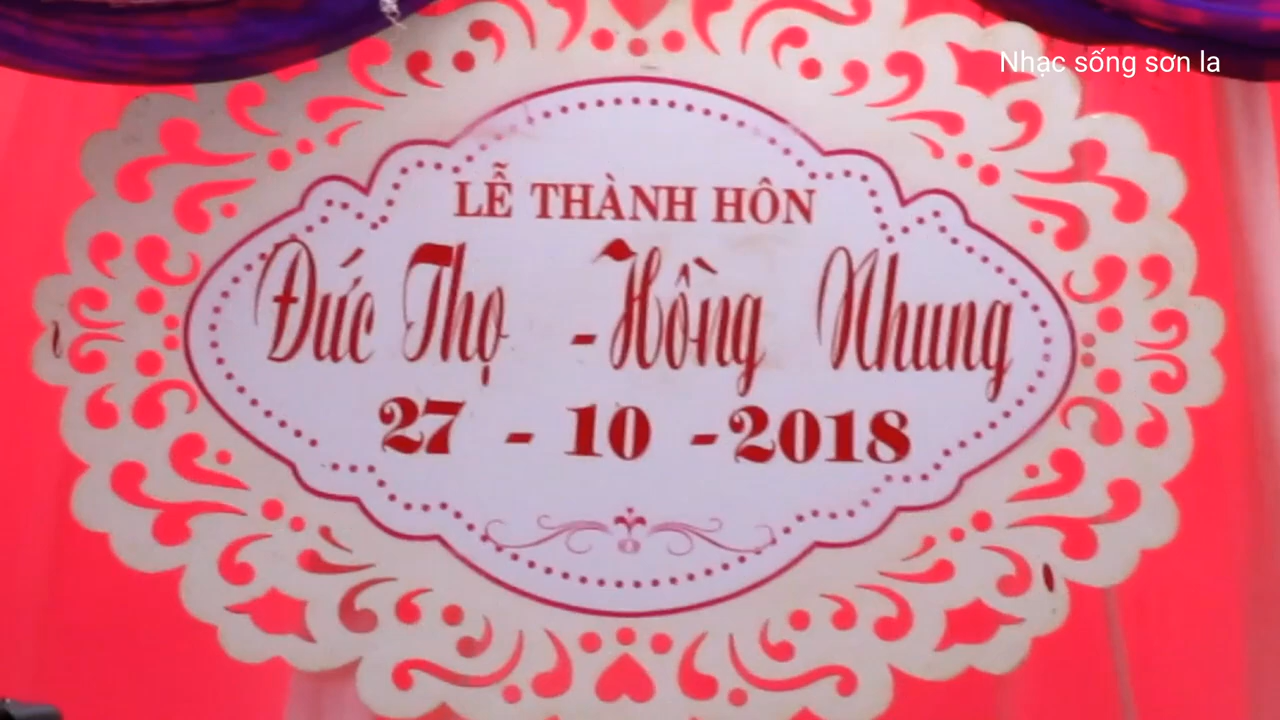 Nhạc sống sơn la
LỄ THÀNH HÔN
Đức Thọ - Hồng Nhung
27 - 10 - 2018